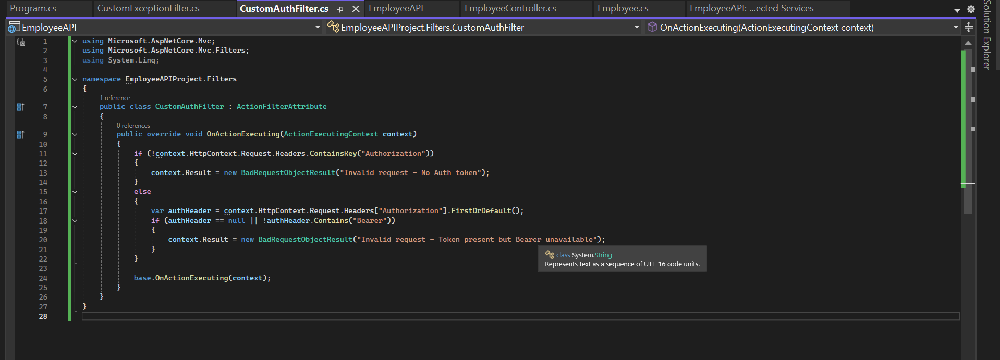 Program.cs
CustomExceptionFilter.cs
CustomAuthFilter.cs
EmployeeAPI
EmployeeController.cs
Employee.cs
EmployeeAPI: ...ected Services
Solution Explorer
EmployeeAPI
EmployeeAPIProject.Filters.CustomAuthFilter
OnActionExecuting(ActionExecutingContext context)
1 using Microsoft.AspNetCore.Mvc;
2 using Microsoft.AspNetCore.Mvc.Filters;
3 using System.Linq;
4
5 namespace EmployeeAPIProject.Filters
6 {
1 reference
7 public class CustomAuthFilter : ActionFilterAttribute
8 {
0 references
9 public override void OnActionExecuting(ActionExecutingContext context)
10 {
11 if (!context.HttpContext.Request.Headers.ContainsKey("Authorization"))
12 {
13 context.Result = new BadRequestObjectResult("Invalid request - No Auth token");
14 }
15 else
16 {
17 var authHeader = context.HttpContext.Request.Headers["Authorization"].FirstOrDefault();
18 if (authHeader == null || !authHeader.Contains("Bearer"))
19 {
20 context.Result = new BadRequestObjectResult("Invalid request - Token present but Bearer unavailable");
21 }
class System.String
Represents text as a sequence of UTF-16 code units.
22 }
23
24 base.OnActionExecuting(context);
25 }
26 }
27 }
28